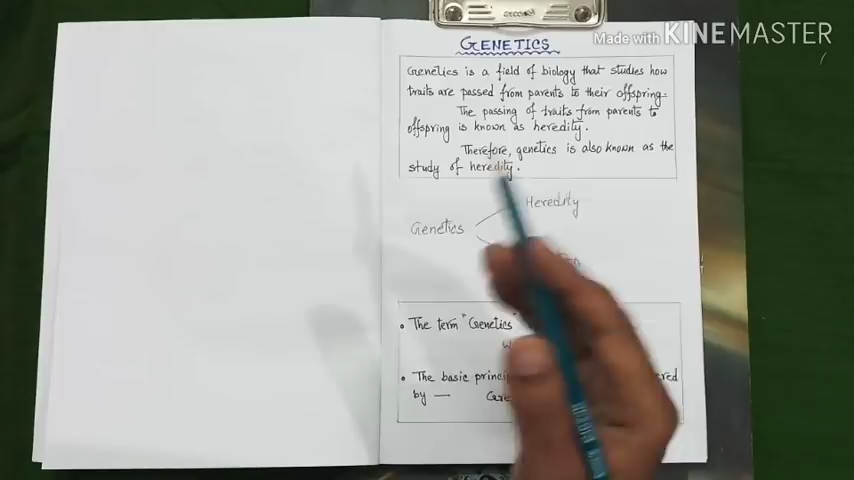 GENETICS
Made with KINEMASTER
Genetics is a field of biology that studies how
traits are passed from parents to their offspring.
The passing of traits from parents to
offspring is known as heredity.
Therefore, genetics is also known as the
study of heredity.
Heredity
Genetics
• The term "Genetics"
• The basic
by —